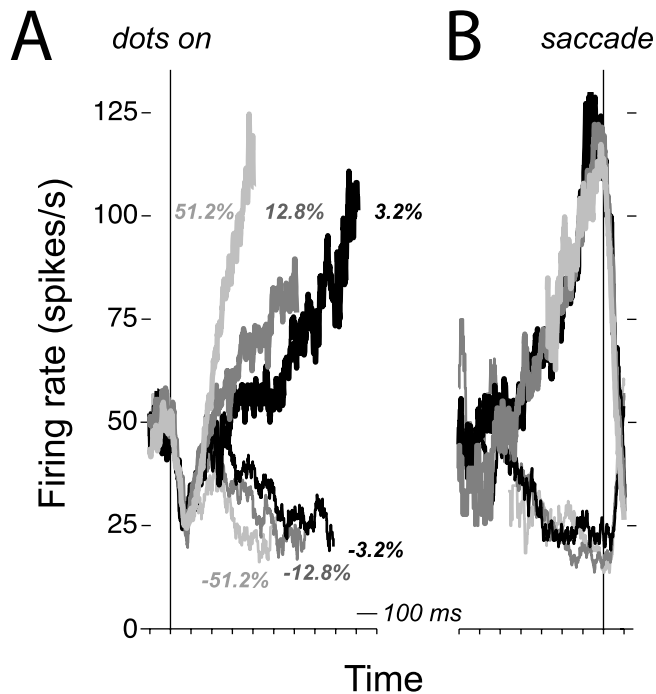 A
dots on
B
saccade
125
100
75
50
25
0
Firing rate (spikes/s)
51.2%
12.8%
3.2%
-3.2%
-12.8%
-51.2%
100 ms
Time